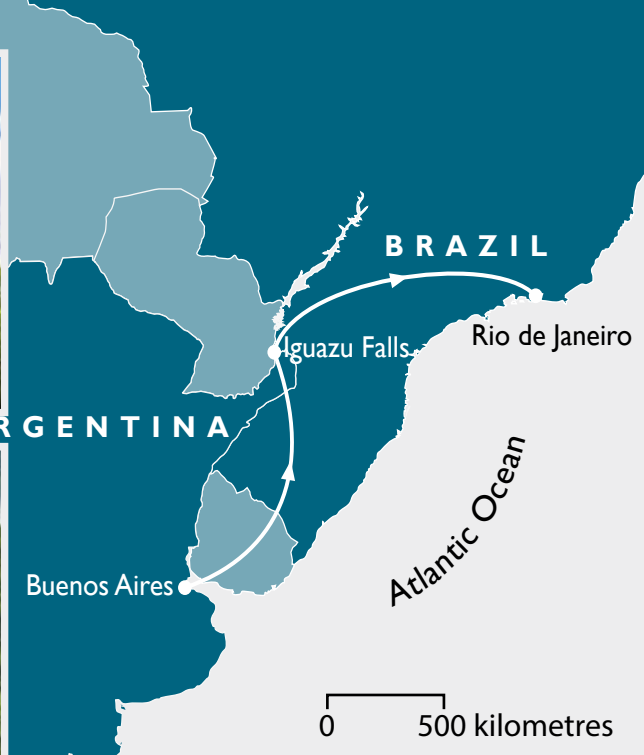 BRAZIL
Rio de Janeiro
Iguazu Falls
RGENTINA
Atlantic Ocean
Buenos Aires
0 500 kilometres